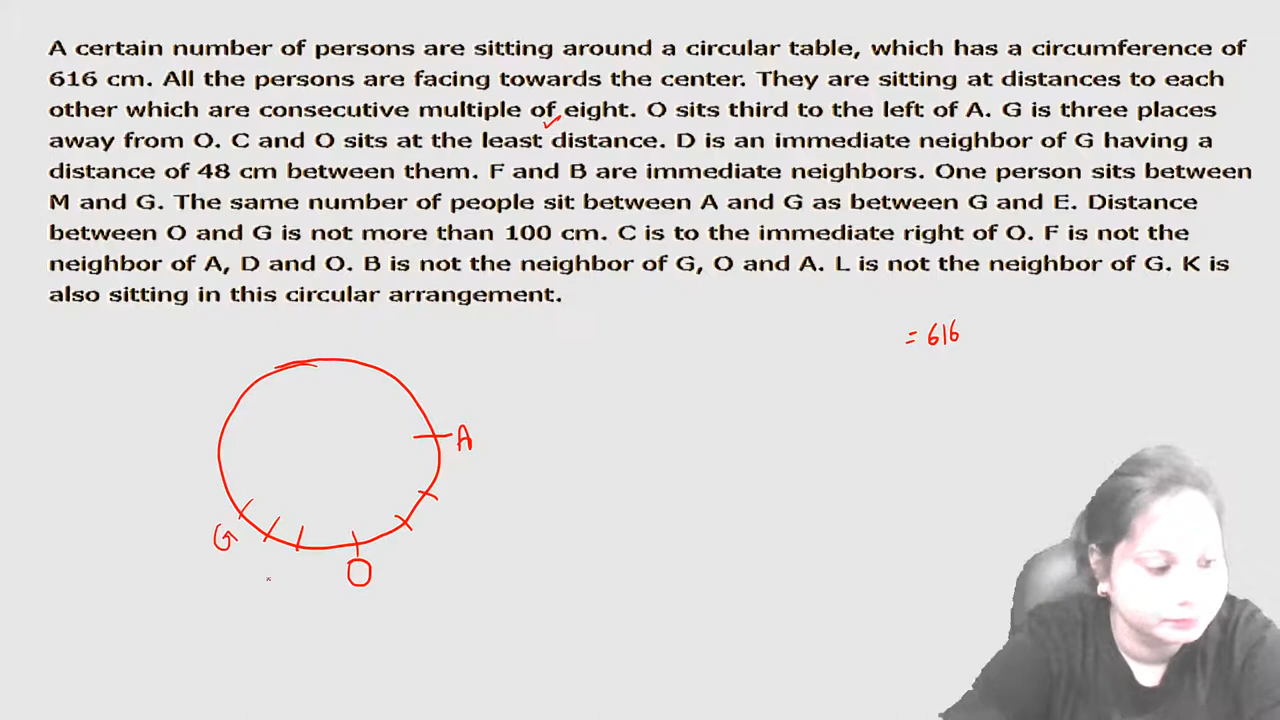 A certain number of persons are sitting around a circular table, which has a circumference of
616 cm. All the persons are facing towards the center. They are sitting at distances to each
other which are consecutive multiple of eight. O sits third to the left of A. G is three places
away from O. C and O sits at the least distance. D is an immediate neighbor of G having a
distance of 48 cm between them. F and B are immediate neighbors. One person sits between
M and G. The same number of people sit between A and G as between G and E. Distance
between O and G is not more than 100 cm. C is to the immediate right of O. F is not the
neighbor of A, D and O. B is not the neighbor of G, O and A. L is not the neighbor of G. K is
also sitting in this circular arrangement.
= 616
A
G
O